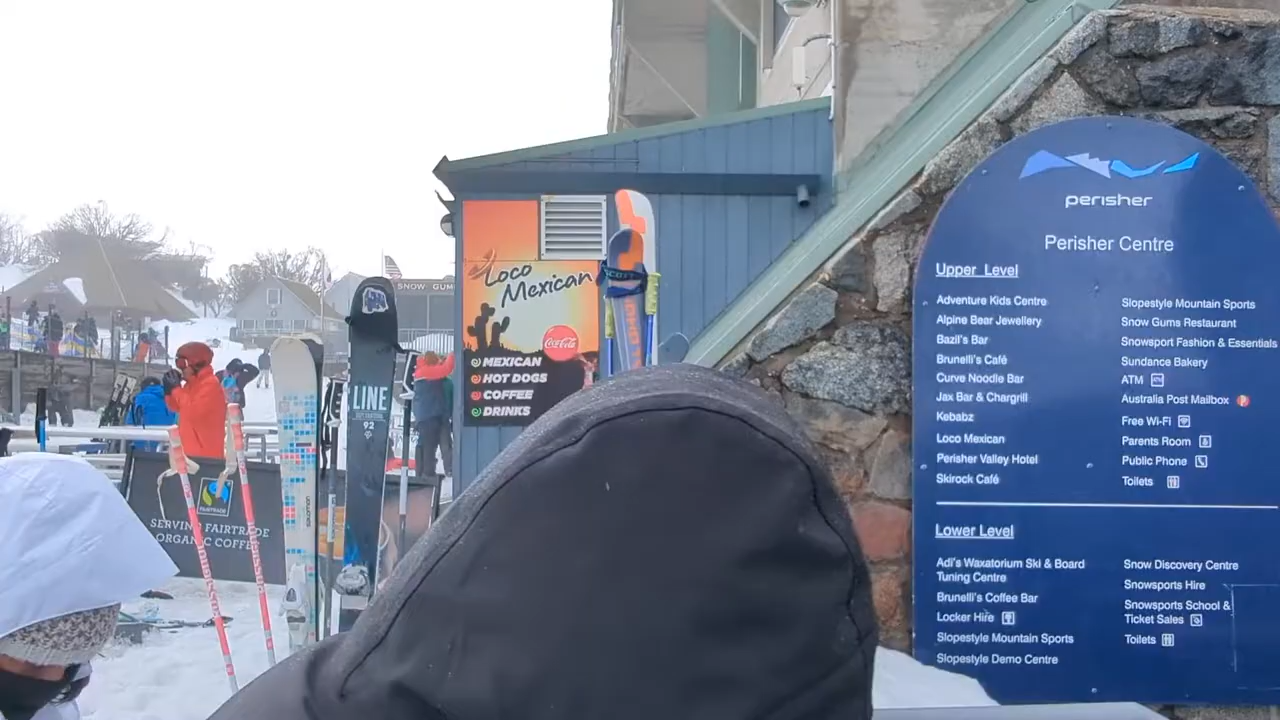 SNOW GUM
Loco
Mexican
Coca-Cola
MEXICAN
HOT DOGS
COFFEE
DRINKS
SCOTT
LINE
92
salomon
FAIRTRADE
SERVING FAIRTRADE
ORGANIC COFFEE
perisher
Perisher Centre
Upper Level
Adventure Kids Centre
Alpine Bear Jewellery
Bazil's Bar
Brunelli's Café
Curve Noodle Bar
Jax Bar & Chargrill
Kebabz
Loco Mexican
Perisher Valley Hotel
Skirock Café
Slopestyle Mountain Sports
Snow Gums Restaurant
Snowsport Fashion & Essentials
Sundance Bakery
ATM
Australia Post Mailbox
Free Wi-Fi
Parents Room
Public Phone
Toilets
Lower Level
Adi's Waxatorium Ski & Board
Tuning Centre
Brunelli's Coffee Bar
Locker Hire
Slopestyle Mountain Sports
Slopestyle Demo Centre
Snow Discovery Centre
Snowsports Hire
Snowsports School &
Ticket Sales
Toilets